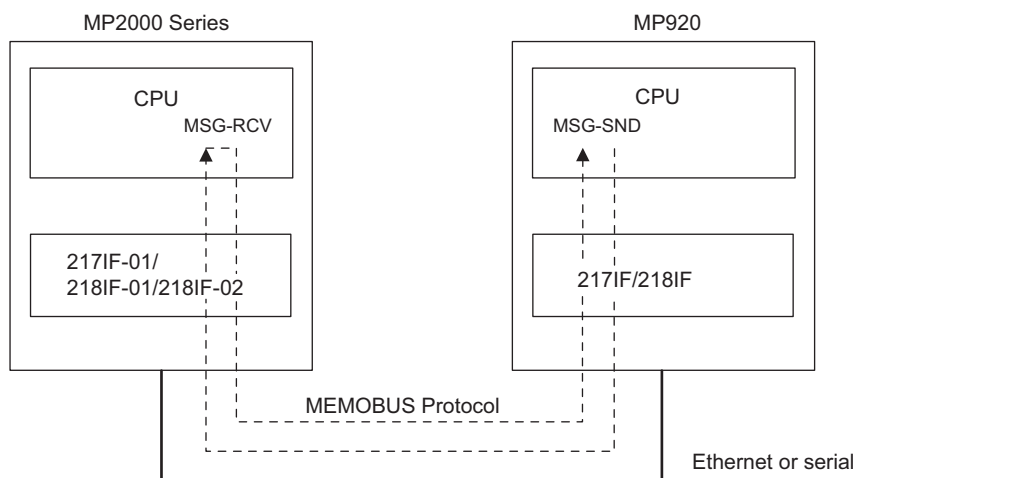 MP2000 Series
MP920
CPU
MSG-RCV
CPU
MSG-SND
217IF-01/
218IF-01/218IF-02
217IF/218IF
MEMOBUS Protocol
Ethernet or serial